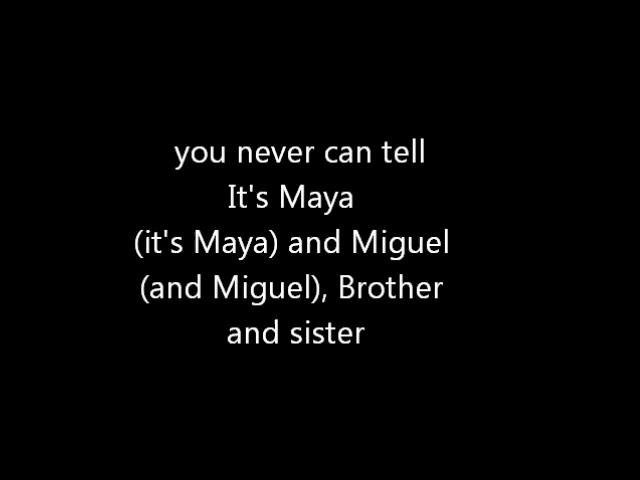 you never can tell
It's Maya
(it's Maya) and Miguel
(and Miguel), Brother
and sister